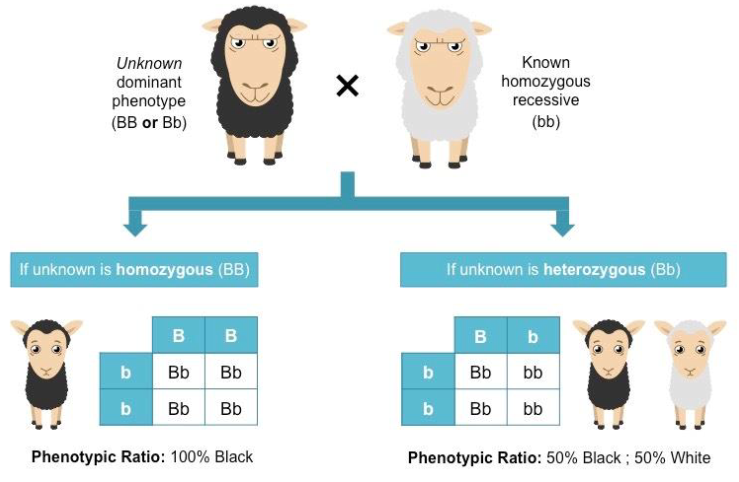 Unknown
dominant
phenotype
(BB or Bb)
×
Known
homozygous
recessive
(bb)
If unknown is homozygous (BB)
If unknown is heterozygous (Bb)
B B
b Bb Bb
b Bb Bb
Phenotypic Ratio: 100% Black
B b
b Bb bb
b Bb bb
Phenotypic Ratio: 50% Black ; 50% White